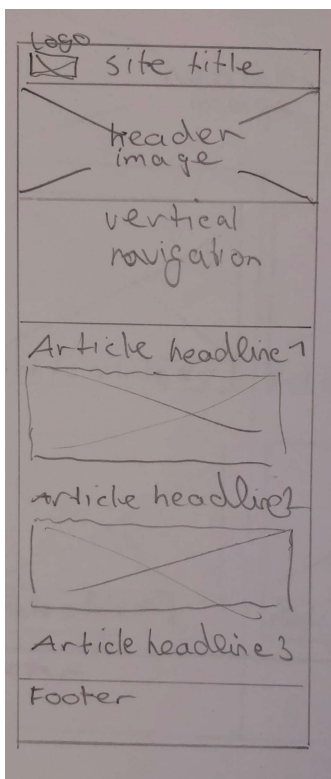 Logo
site title
header
image
vertical
navigation
Article headline 1
Article headline 2
Article headline 3
Footer